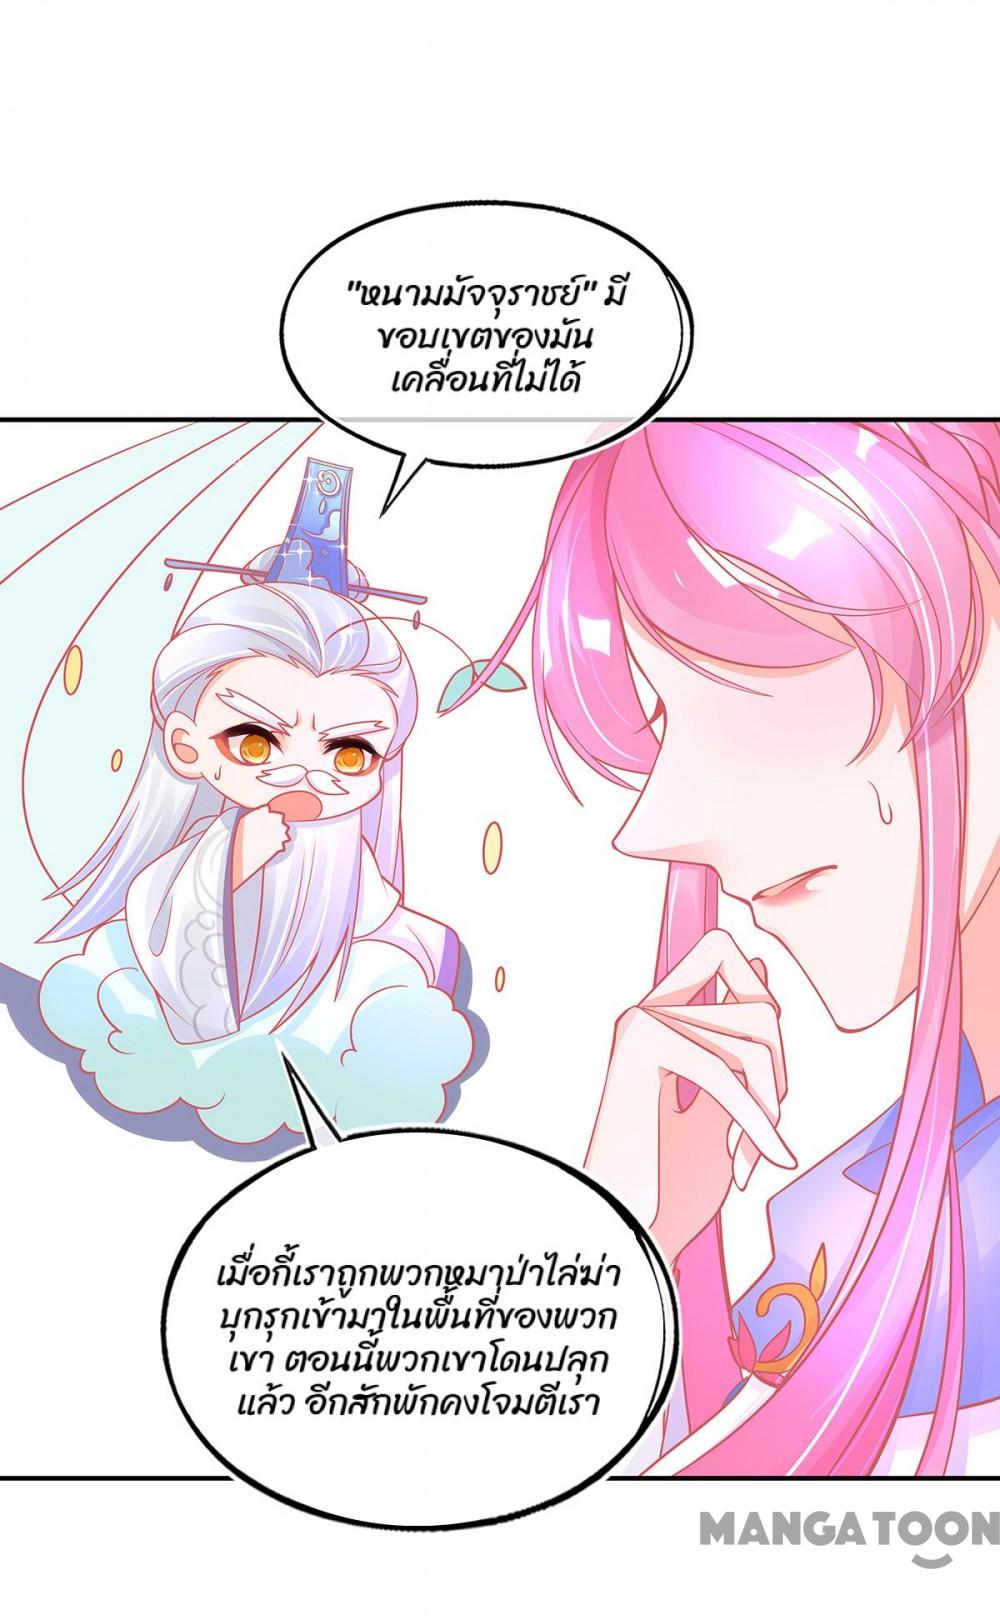 "หนามมัจจุราชย์" มี
ขอบเขตของมัน
เคลื่อนที่ไม่ได้
เมื่อกี้เราถูกพวกหมาป่าไล่ฆ่า
บุกรุกเข้ามาในพื้นที่ของพวก
เขา ตอนนี้พวกเขาโดนปลุก
แล้ว อีกสักพักคงโจมตีเรา
MANGATOON